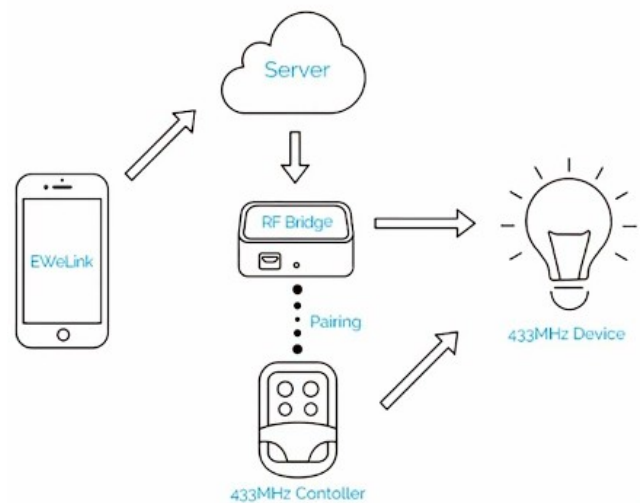 Server
RF Bridge
EWeLink
Pairing
433MHz Device
433MHz Contoller